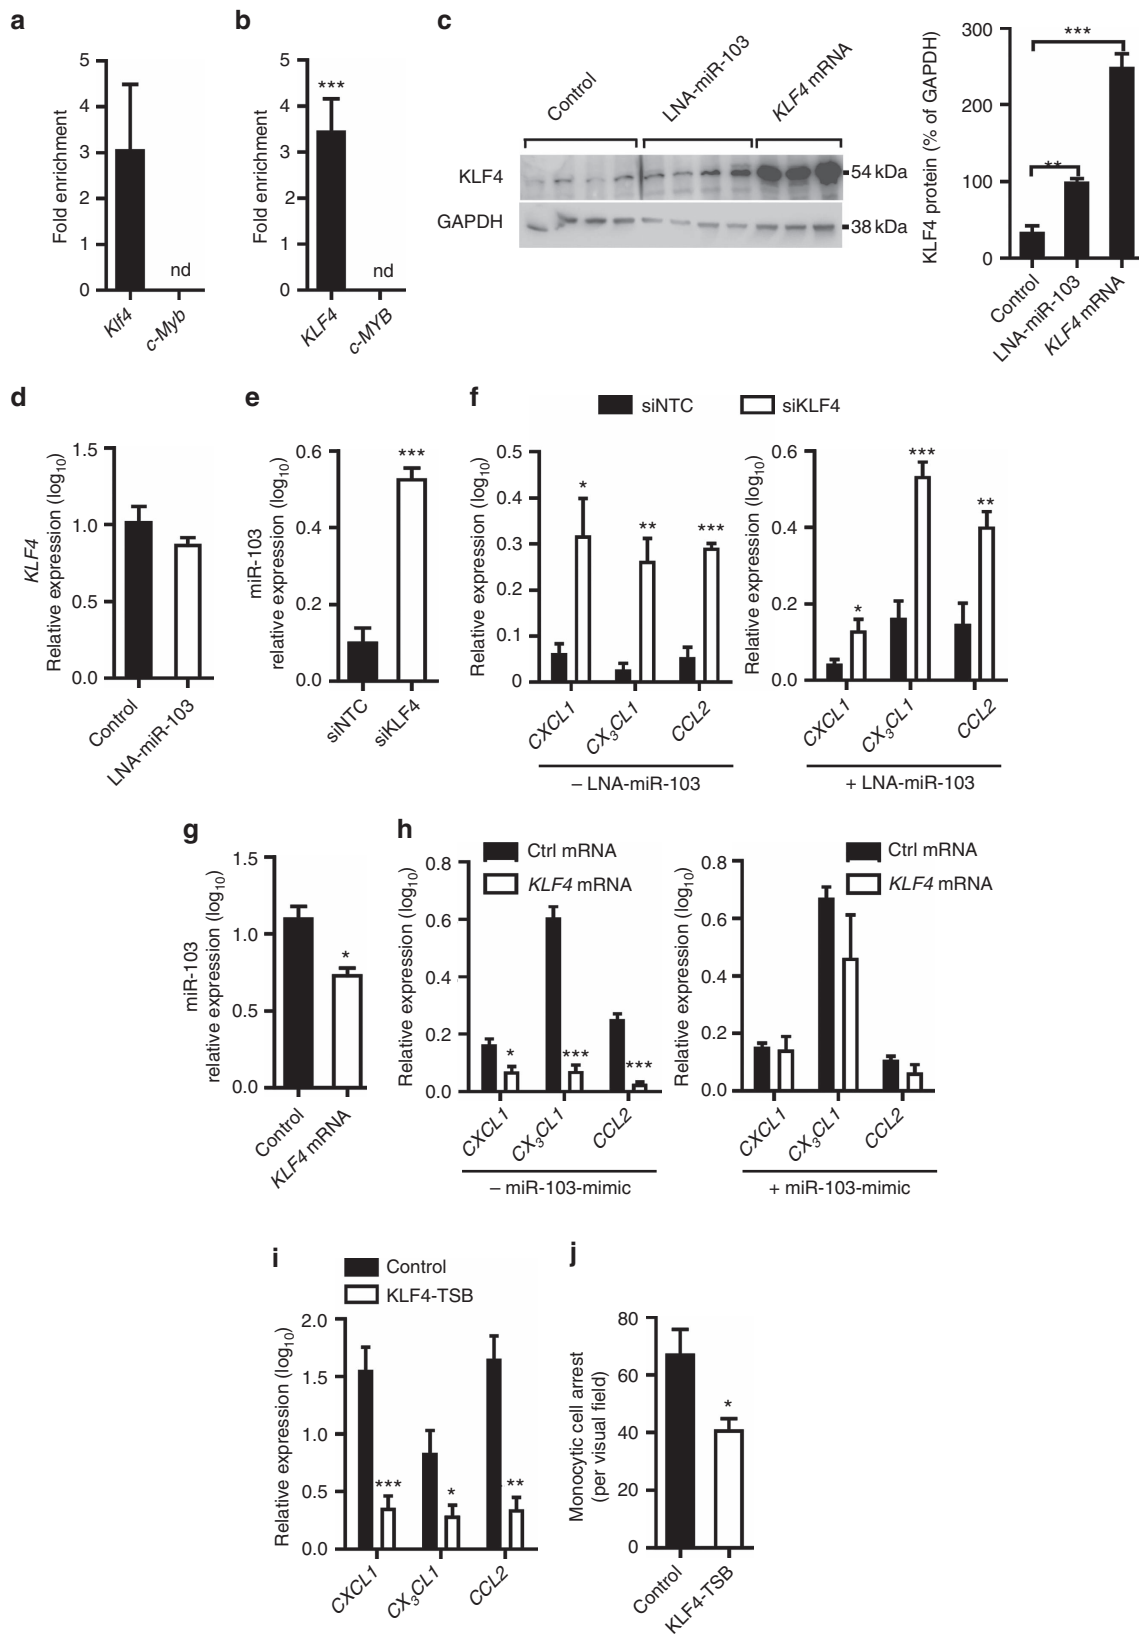 a
5
4
3
2
1
0
Fold enrichment
nd
Klf4
c-Myb
b
5
4
3
2
1
0
Fold enrichment
***
nd
KLF4
c-MYB
c
Control
LNA-miR-103
KLF4 mRNA
KLF4
54 kDa
GAPDH
38 kDa
300
200
100
0
KLF4 protein (% of GAPDH)
***
**
Control
LNA-miR-103
KLF4 mRNA
d
KLF4
Relative expression (log10)
1.5
1.0
0.5
0.0
Control
LNA-miR-103
e
miR-103
relative expression (log10)
0.6
0.4
0.2
0.0
***
siNTC
siKLF4
f
siNTC
siKLF4
Relative expression (log10)
0.5
0.4
0.3
0.2
0.1
0
*
**
***
CXCL1
CX3CL1
CCL2
– LNA-miR-103
Relative expression (log10)
0.6
0.4
0.2
0.0
*
***
**
CXCL1
CX3CL1
CCL2
+ LNA-miR-103
g
miR-103
relative expression (log10)
1.5
1.0
0.5
0.0
*
Control
KLF4 mRNA
h
Ctrl mRNA
KLF4 mRNA
Relative expression (log10)
0.8
0.6
0.4
0.2
0.0
*
***
***
CXCL1
CX3CL1
CCL2
– miR-103-mimic
Ctrl mRNA
KLF4 mRNA
Relative expression (log10)
0.8
0.6
0.4
0.2
0.0
CXCL1
CX3CL1
CCL2
+ miR-103-mimic
i
Control
KLF4-TSB
Relative expression (log10)
2.0
1.5
1.0
0.5
0.0
***
*
**
CXCL1
CX3CL1
CCL2
j
Monocytic cell arrest
(per visual field)
80
60
40
20
0
*
Control
KLF4-TSB